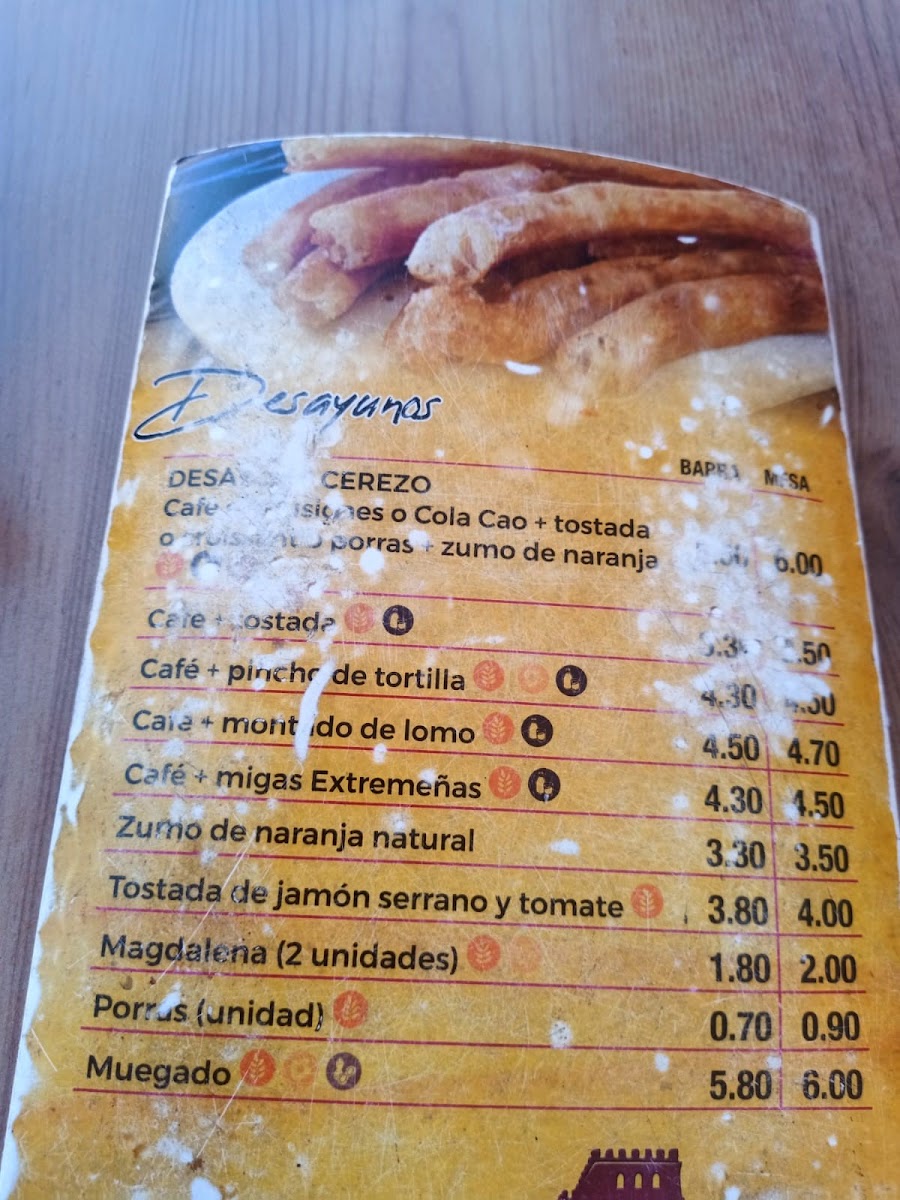 Desayunos
BARRA MESA
CEREZO
o Cola Cao + tostada
o porras + zumo de naranja 6.00
Café + tostada
Café + pincho de tortilla 4.30
Café + montado de lomo 4.50 4.70
Café + migas Extremeñas 4.30 4.50
Zumo de naranja natural 3.30 3.50
Tostada de jamón serrano y tomate 3.80 4.00
Magdalena (2 unidades) 1.80 2.00
Porras (unidad) 0.70 0.90
Muegado 5.80 6.00